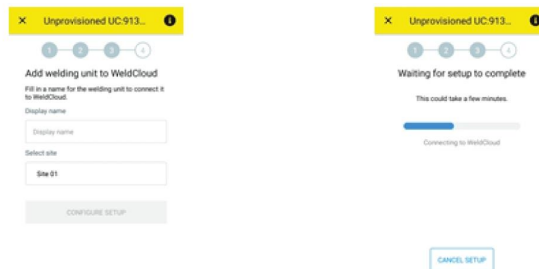 Unprovisioned UC:913...
1 2 3 4
Add welding unit to WeldCloud
Fill in a name for the welding unit to connect it
to WeldCloud.
Display name
Display name
Select site
Site 01
CONFIGURE SETUP
Unprovisioned UC:913...
1 2 3 4
Waiting for setup to complete
This could take a few minutes.
Connecting to WeldCloud
CANCEL SETUP